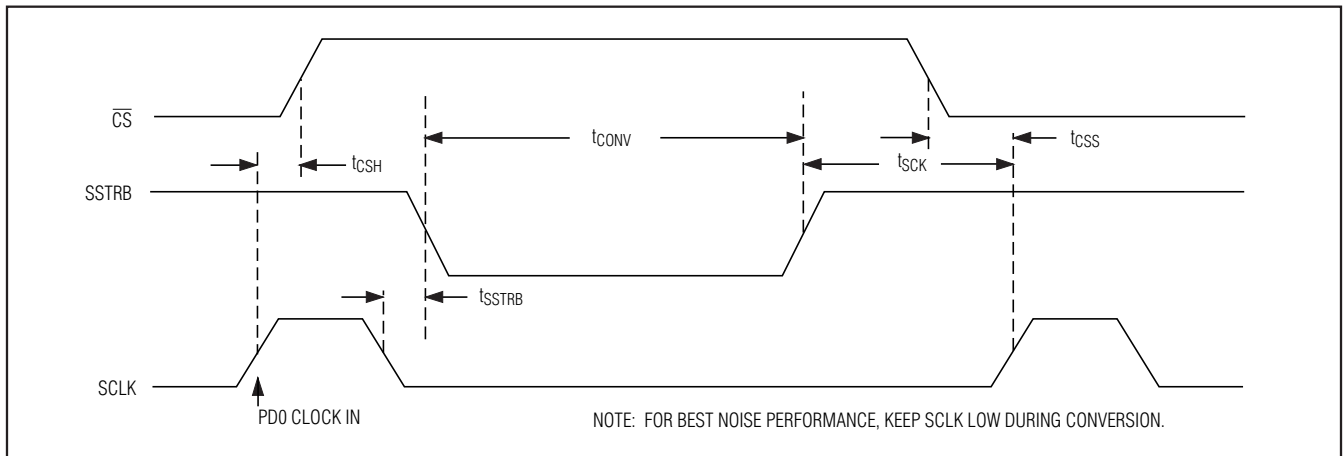 CS
tCONV
tCSS
tCSH
tSCK
SSTRB
tSSTRB
SCLK
PD0 CLOCK IN
NOTE: FOR BEST NOISE PERFORMANCE, KEEP SCLK LOW DURING CONVERSION.